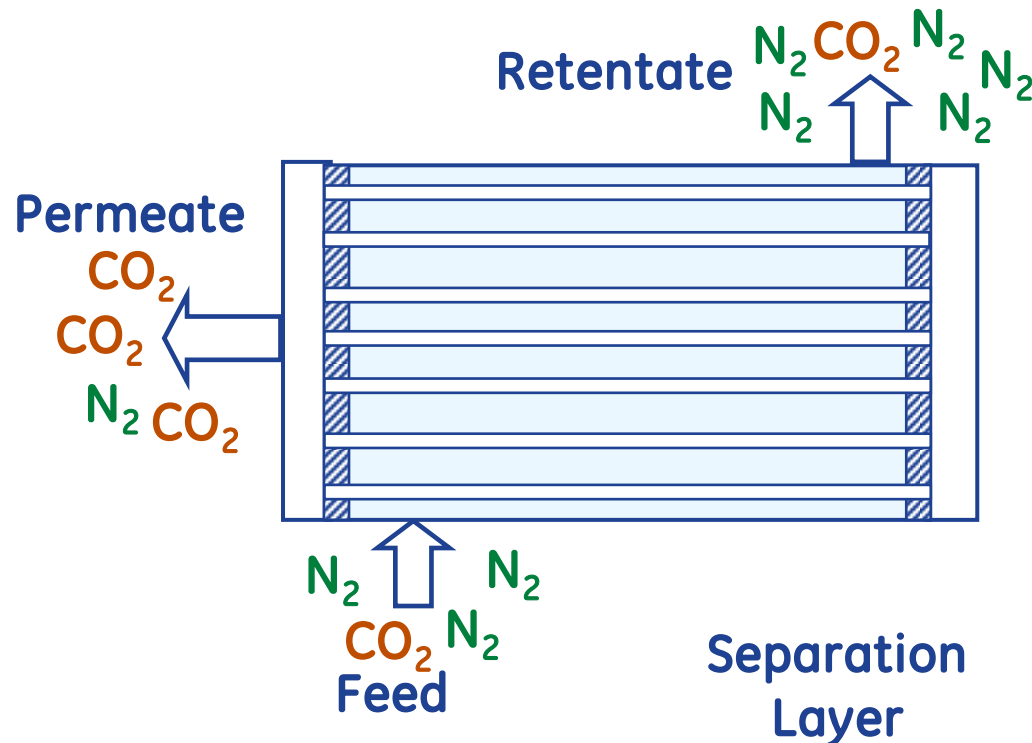 N₂ CO₂ N₂
Retentate
N₂
N₂ N₂
Permeate
CO₂
CO₂
N₂ CO₂
N₂ N₂
CO₂ N₂
Feed
Separation
Layer